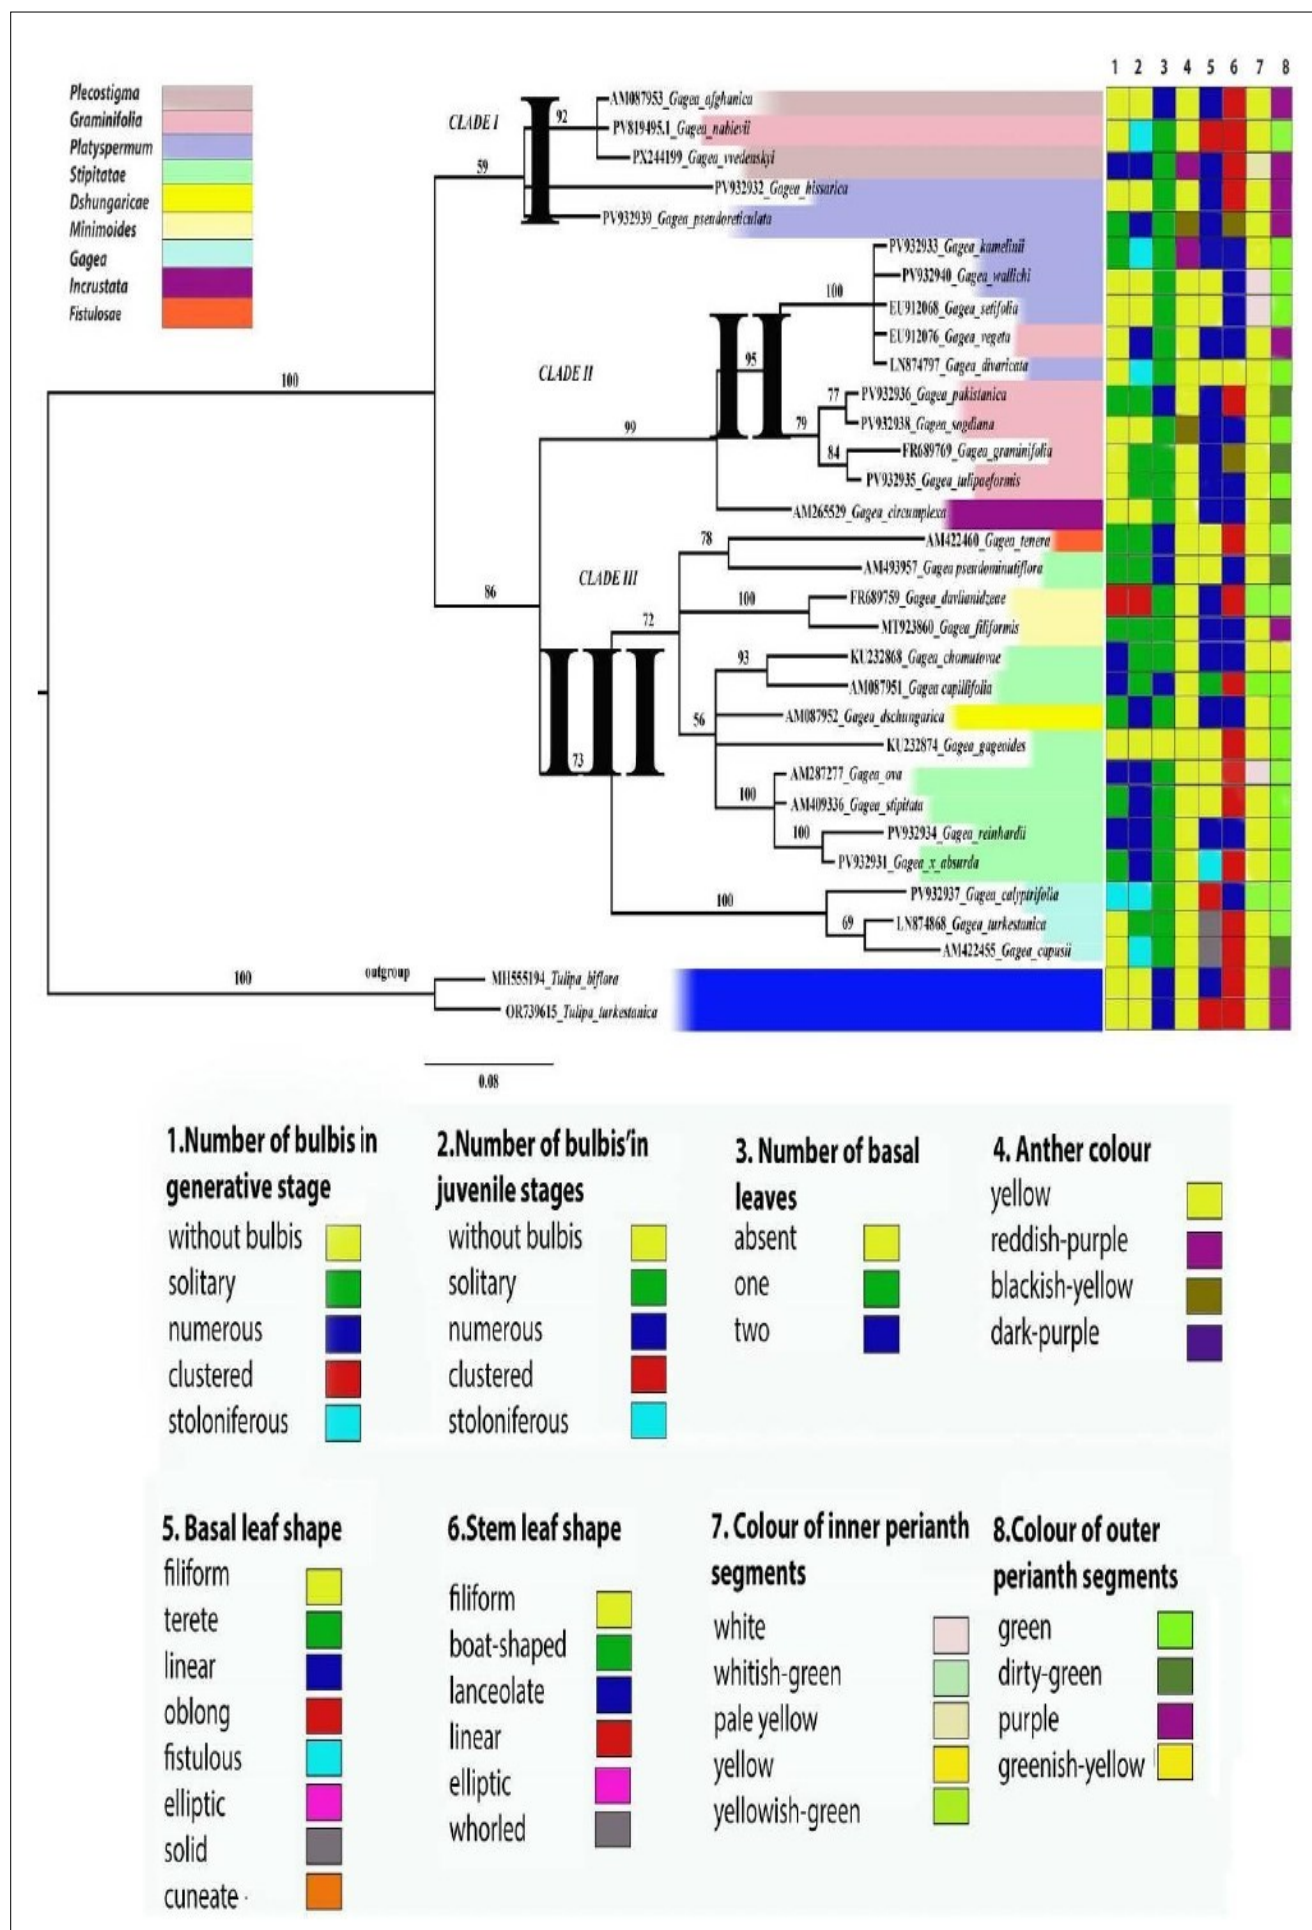 1 2 3 4 5 6 7 8
Plecostigma
Graminifolia
Platyspermum
Stipitatae
Dshungaricae
Minimoides
Gagea
Incrustata
Fistulosae
CLADE I
I
92
59
AM087953_Gagea_afghanica
PV819495.1_Gagea_nabievii
PX244199_Gagea_vvedenskyi
PV932932_Gagea_hissarica
PV932939_Gagea_pseudoreticulata
100
CLADE II
II
99
95
100
PV932933_Gagea_kamelinii
PV932940_Gagea_wallichi
EU912068_Gagea_setifolia
EU912076_Gagea_vegeta
LN874797_Gagea_divaricata
79
77
PV932936_Gagea_pakistanica
PV932938_Gagea_sogdiana
84
FR689769_Gagea_graminifolia
PV932935_Gagea_tulipaeformis
AM265529_Gagea_circumplexa
86
CLADE III
III
73
72
78
AM422460_Gagea_tenera
AM493957_Gagea pseudominutiflora
100
FR689759_Gagea_davlianidzeae
MT923860_Gagea_filiformis
56
93
KU232868_Gagea_chomutovae
AM087951_Gagea capillifolia
AM087952_Gagea_dschungarica
KU232874_Gagea_gageoides
100
AM287277_Gagea_ova
AM409336_Gagea_stipitata
100
PV932934_Gagea_reinhardii
PV932931_Gagea_x_absurda
100
PV932937_Gagea_calyptrifolia
69
LN874868_Gagea_turkestanica
AM422455_Gagea_capusii
100
outgroup
MH555194_Tulipa_biflora
OR739615_Tulipa_turkestanica
0.08
1.Number of bulbis in
generative stage
without bulbis
solitary
numerous
clustered
stoloniferous
2.Number of bulbis'in
juvenile stages
without bulbis
solitary
numerous
clustered
stoloniferous
3. Number of basal
leaves
absent
one
two
4. Anther colour
yellow
reddish-purple
blackish-yellow
dark-purple
5. Basal leaf shape
filiform
terete
linear
oblong
fistulous
elliptic
solid
cuneate
6.Stem leaf shape
filiform
boat-shaped
lanceolate
linear
elliptic
whorled
7. Colour of inner perianth
segments
white
whitish-green
pale yellow
yellow
yellowish-green
8.Colour of outer
perianth segments
green
dirty-green
purple
greenish-yellow